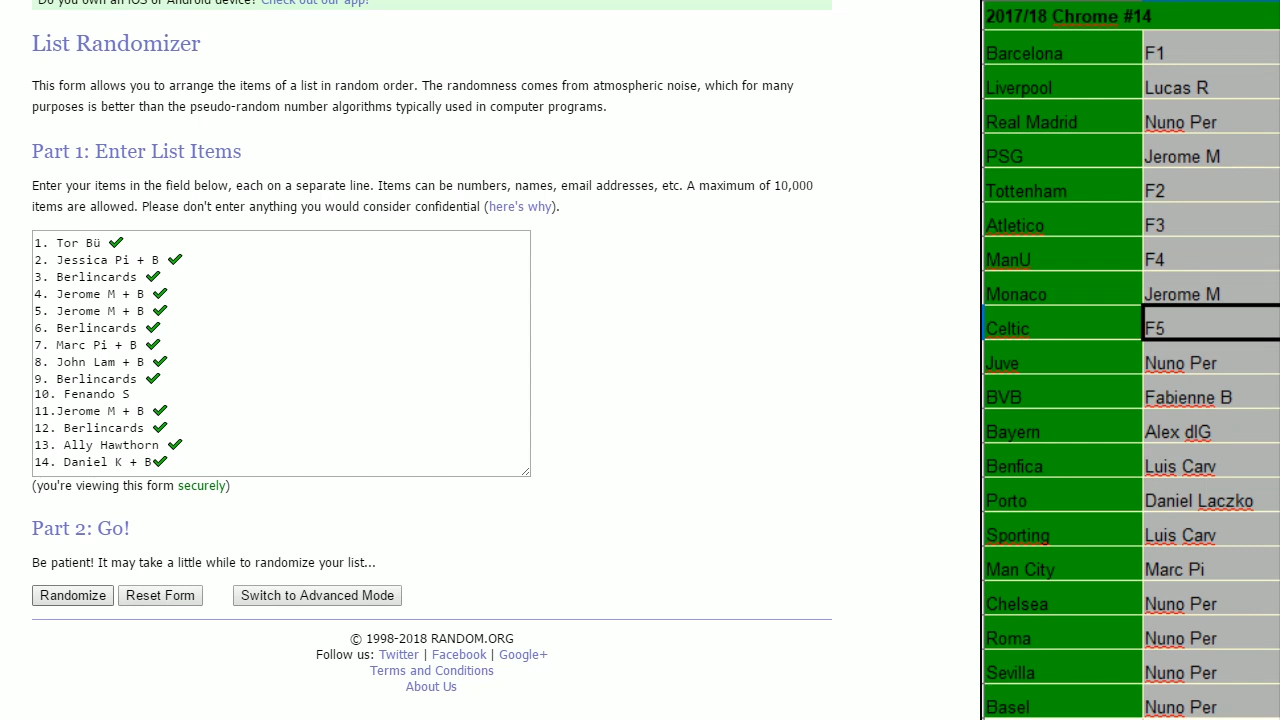 Do you own an iOS or Android device? Check out our app!
List Randomizer
This form allows you to arrange the items of a list in random order. The randomness comes from atmospheric noise, which for many
purposes is better than the pseudo-random number algorithms typically used in computer programs.
Part 1: Enter List Items
Enter your items in the field below, each on a separate line. Items can be numbers, names, email addresses, etc. A maximum of 10,000
items are allowed. Please don't enter anything you would consider confidential (here's why).
1. Tor Bü ✔
2. Jessica Pi + B ✔
3. Berlincards ✔
4. Jerome M + B ✔
5. Jerome M + B ✔
6. Berlincards ✔
7. Marc Pi + B ✔
8. John Lam + B ✔
9. Berlincards ✔
10. Fenando S
11.Jerome M + B ✔
12. Berlincards ✔
13. Ally Hawthorn ✔
14. Daniel K + B✔
(you're viewing this form securely)
Part 2: Go!
Be patient! It may take a little while to randomize your list...
Randomize Reset Form Switch to Advanced Mode
© 1998-2018 RANDOM.ORG
Follow us: Twitter | Facebook | Google+
Terms and Conditions
About Us
2017/18 Chrome #14
Barcelona F1
Liverpool Lucas R
Real Madrid Nuno Per
PSG Jerome M
Tottenham F2
Atletico F3
ManU F4
Monaco Jerome M
Celtic F5
Juve Nuno Per
BVB Fabienne B
Bayern Alex dlG
Benfica Luis Carv
Porto Daniel Laczko
Sporting Luis Carv
Man City Marc Pi
Chelsea Nuno Per
Roma Nuno Per
Sevilla Nuno Per
Basel Nuno Per